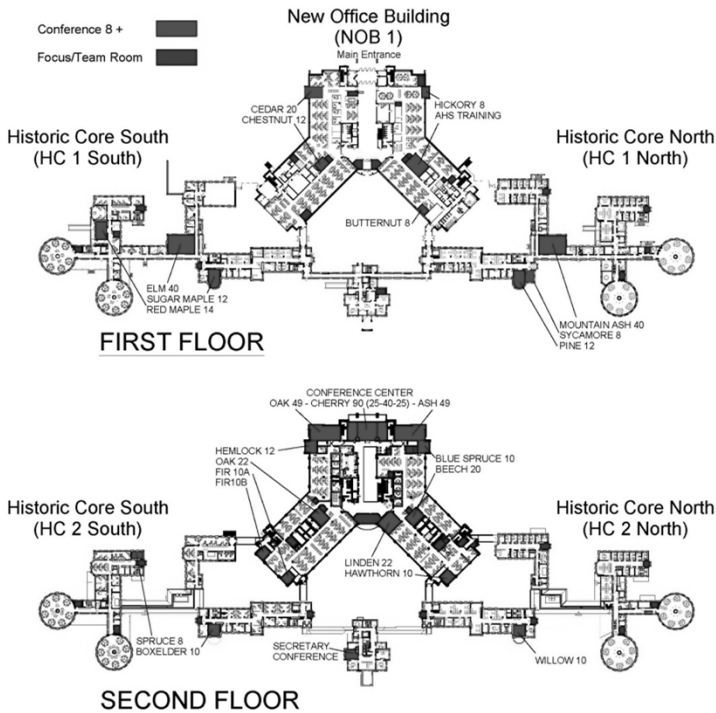 Conference 8 +
Focus/Team Room
New Office Building
(NOB 1)
Main Entrance
CEDAR 20
CHESTNUT 12
HICKORY 8
AHS TRAINING
Historic Core South
(HC 1 South)
Historic Core North
(HC 1 North)
BUTTERNUT 8
ELM 40
SUGAR MAPLE 12
RED MAPLE 14
MOUNTAIN ASH 40
SYCAMORE 8
PINE 12
FIRST FLOOR
CONFERENCE CENTER
OAK 49 - CHERRY 90 (25-40-25) - ASH 49
HEMLOCK 12
OAK 22
FIR 10A
FIR10B
BLUE SPRUCE 10
BEECH 20
Historic Core South
(HC 2 South)
Historic Core North
(HC 2 North)
LINDEN 22
HAWTHORN 10
SPRUCE 8
BOXELDER 10
SECRETARY
CONFERENCE
WILLOW 10
SECOND FLOOR